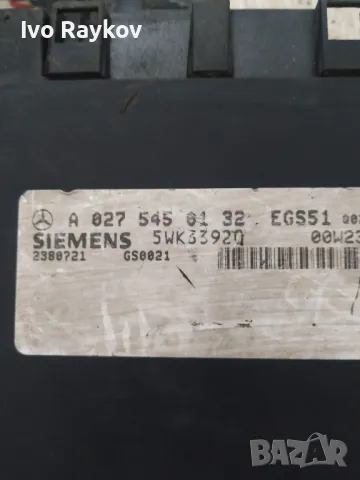 Ivo Raykov
A 027 545 01 32 EGS51
SIEMENS 5WK33920 00W23
2380721 GS0021
BAZAR